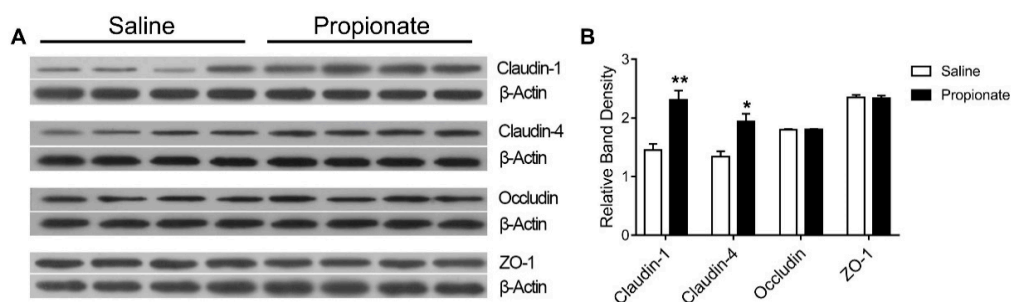 A
Saline Propionate
Claudin-1
β-Actin
Claudin-4
β-Actin
Occludin
β-Actin
ZO-1
β-Actin
B
Relative Band Density
3
2
1
0
**
*
Claudin-1
Claudin-4
Occludin
ZO-1
Saline
Propionate